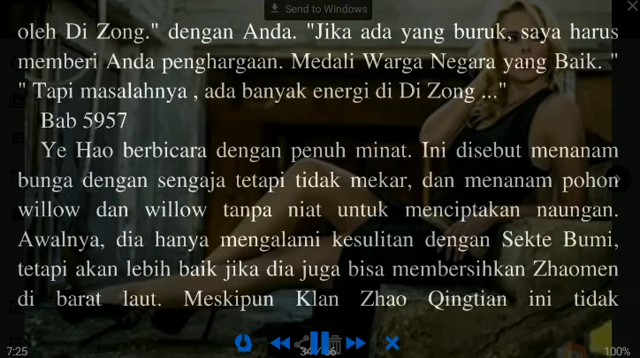 Send to Windows
oleh Di Zong." dengan Anda. "Jika ada yang buruk, saya harus
memberi Anda penghargaan. Medali Warga Negara yang Baik. "
" Tapi masalahnya , ada banyak energi di Di Zong ..."
Bab 5957
Ye Hao berbicara dengan penuh minat. Ini disebut menanam
bunga dengan sengaja tetapi tidak mekar, dan menanam pohon
willow dan willow tanpa niat untuk menciptakan naungan.
Awalnya, dia hanya mengalami kesulitan dengan Sekte Bumi,
tetapi akan lebih baik jika dia juga bisa membersihkan Zhaomen
di barat laut. Meskipun Klan Zhao Qingtian ini tidak
7:25
100%